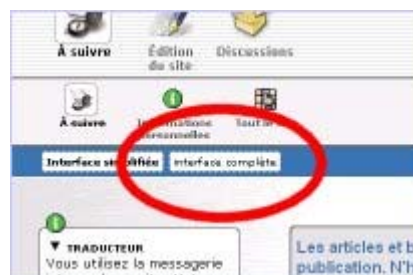 À suivre
Édition du site
Discussions
À suivre
Informations personnelles
Tout le
Interface simplifiée
interface complète
▼ TRADUCTEUR
Vous utilisez la messagerie
Les articles et b
publication. N'h